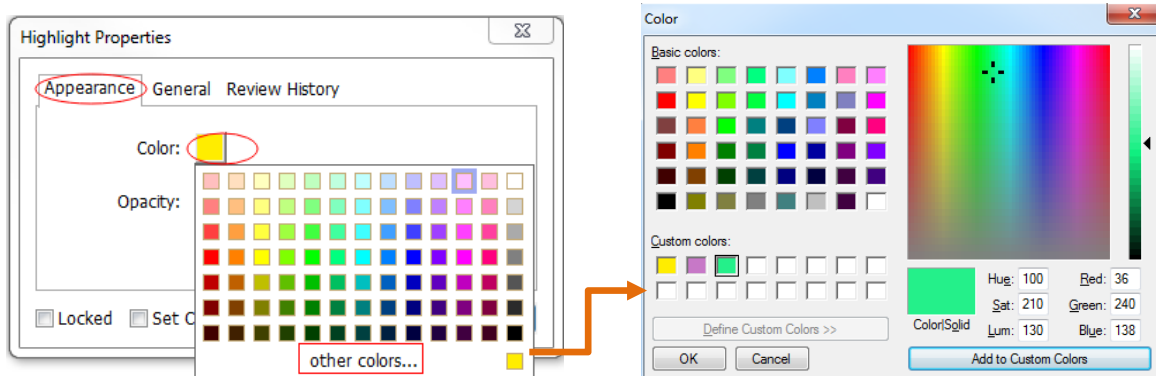 Highlight Properties
Appearance General Review History
Color:
Opacity:
Locked Set
other colors...
Color
Basic colors:
Custom colors:
Define Custom Colors >>
OK Cancel
Color|Solid
Hue: 100 Red: 36
Sat: 210 Green: 240
Lum: 130 Blue: 138
Add to Custom Colors